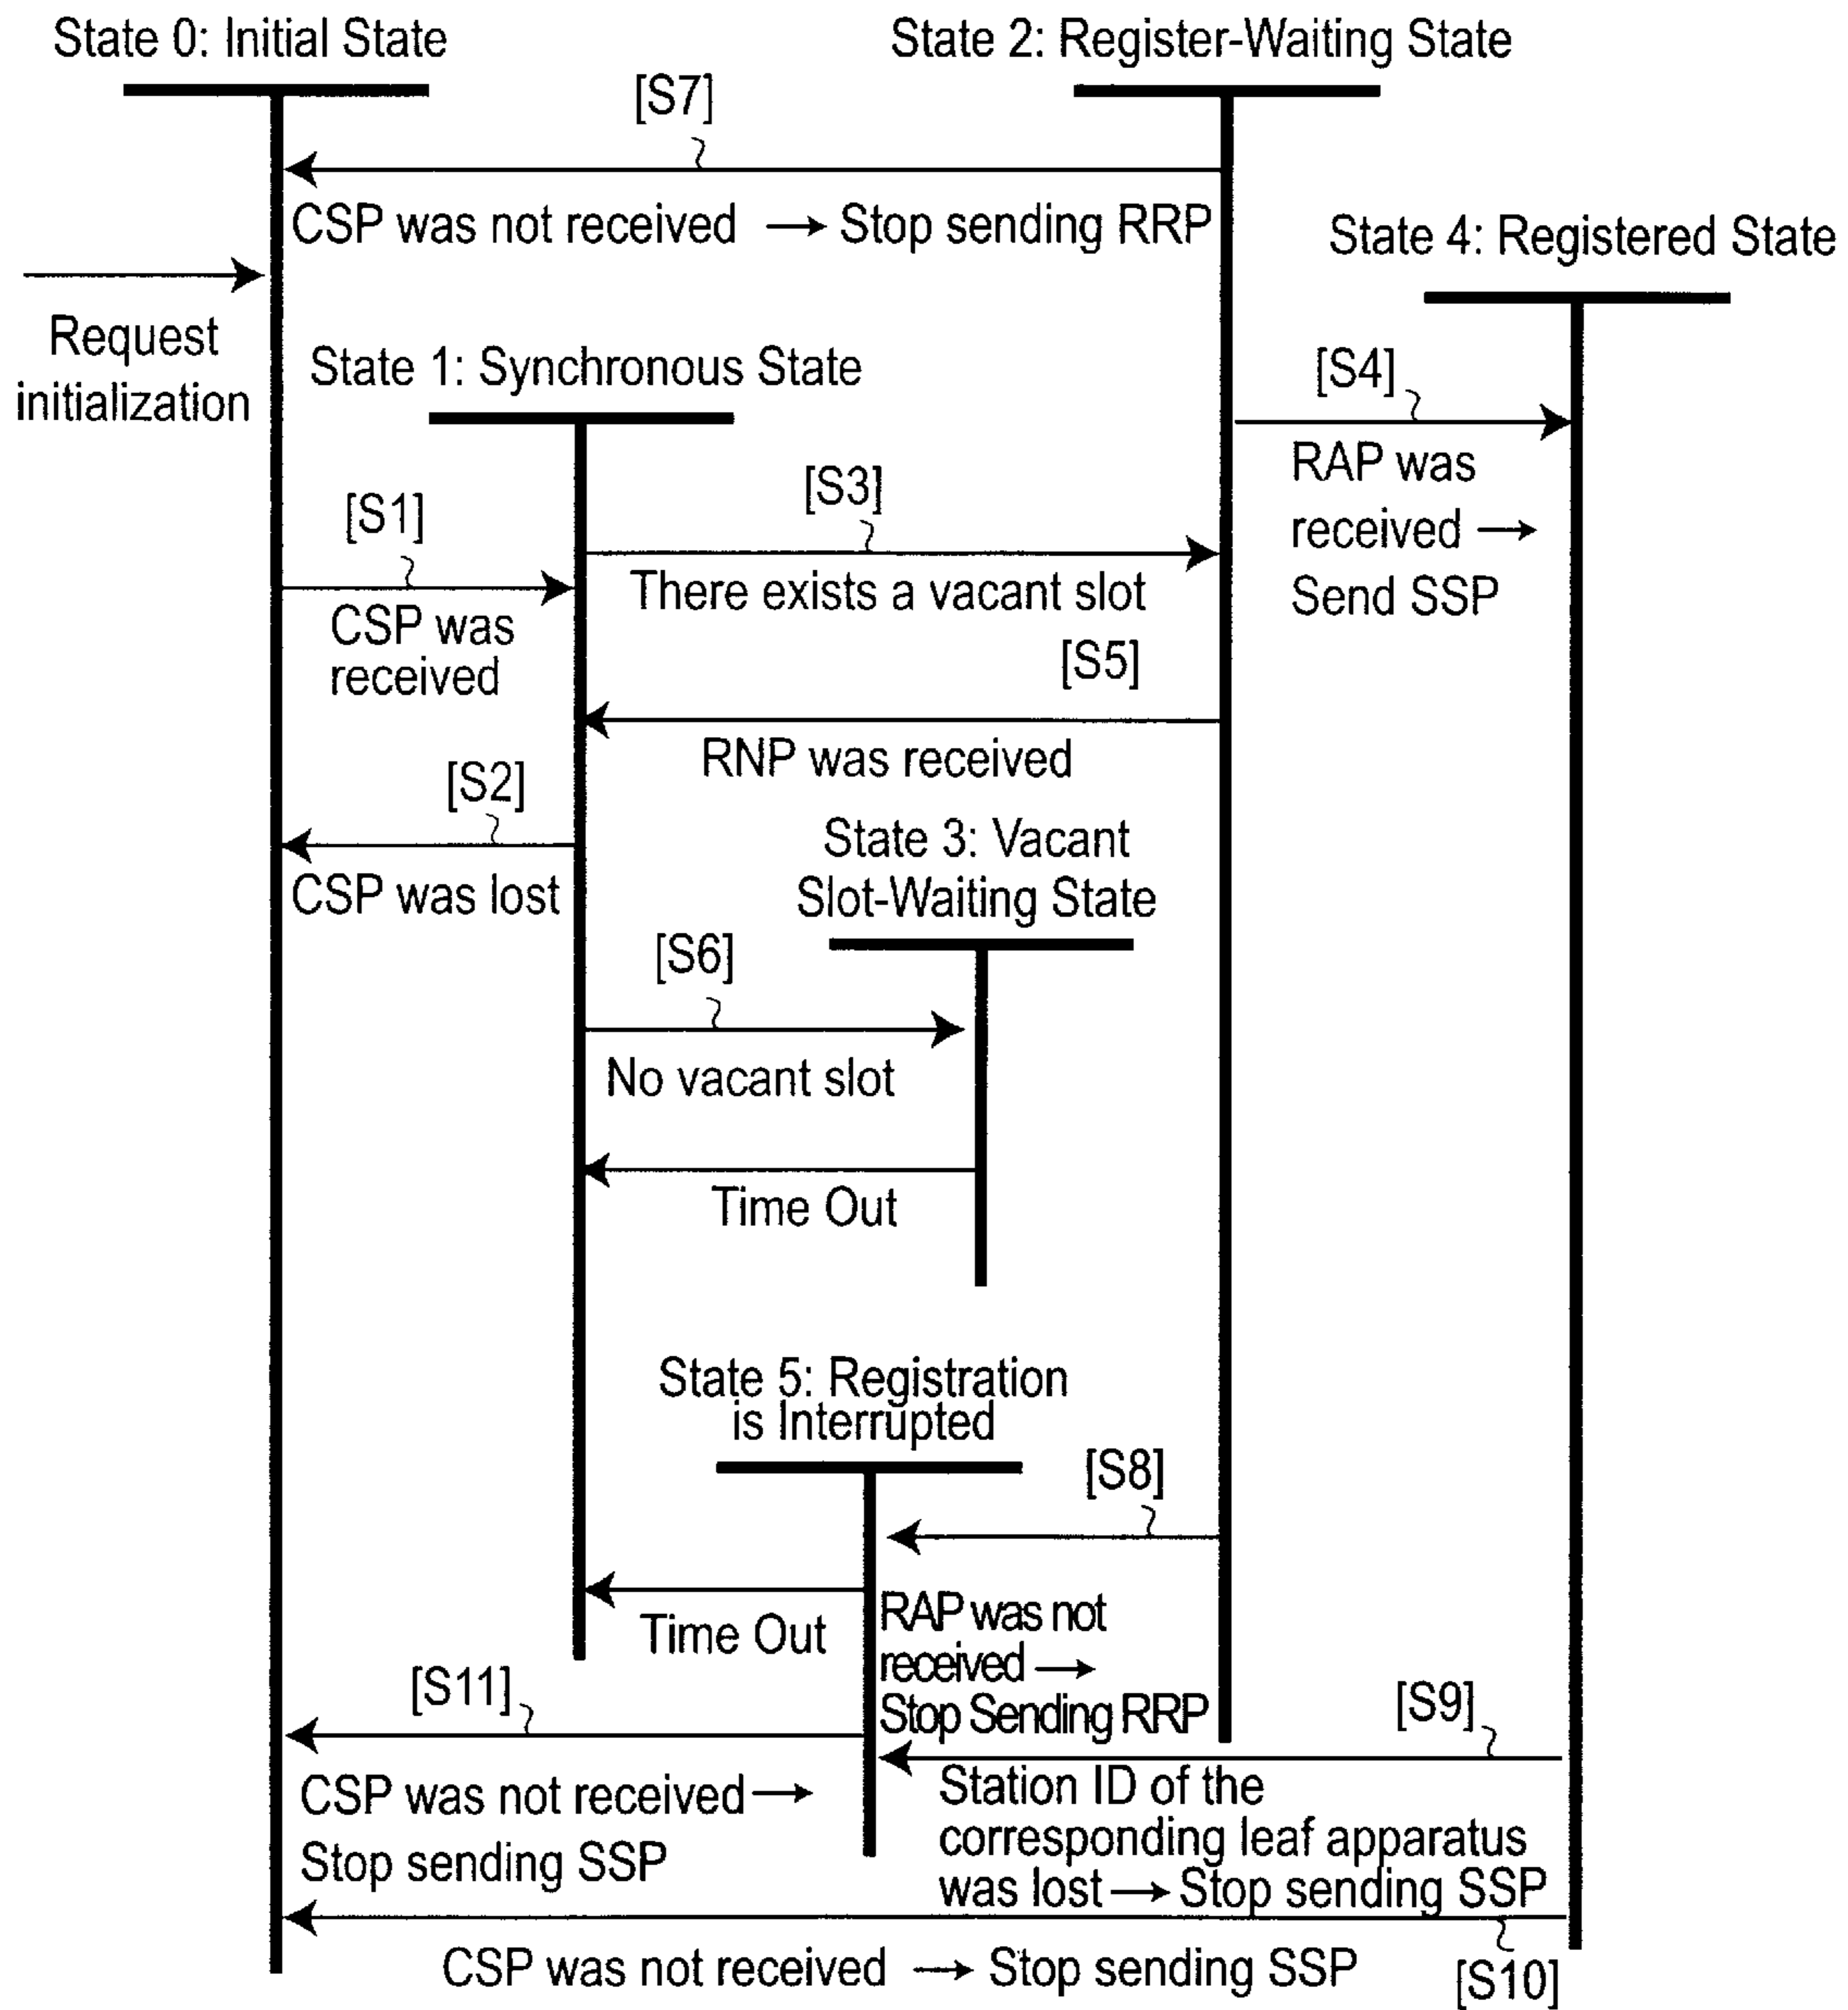 State 0: Initial State
State 2: Register-Waiting State
[S7]
CSP was not received → Stop sending RRP
State 4: Registered State
Request
initialization
State 1: Synchronous State
[S4]
RAP was
received →
Send SSP
[S3]
There exists a vacant slot
[S1]
CSP was
received
[S5]
RNP was received
[S2]
CSP was lost
State 3: Vacant
Slot-Waiting State
[S6]
No vacant slot
Time Out
State 5: Registration
is Interrupted
[S8]
RAP was not
received →
Stop Sending RRP
Time Out
[S11]
CSP was not received →
Stop sending SSP
[S9]
Station ID of the
corresponding leaf apparatus
was lost → Stop sending SSP
CSP was not received → Stop sending SSP
[S10]